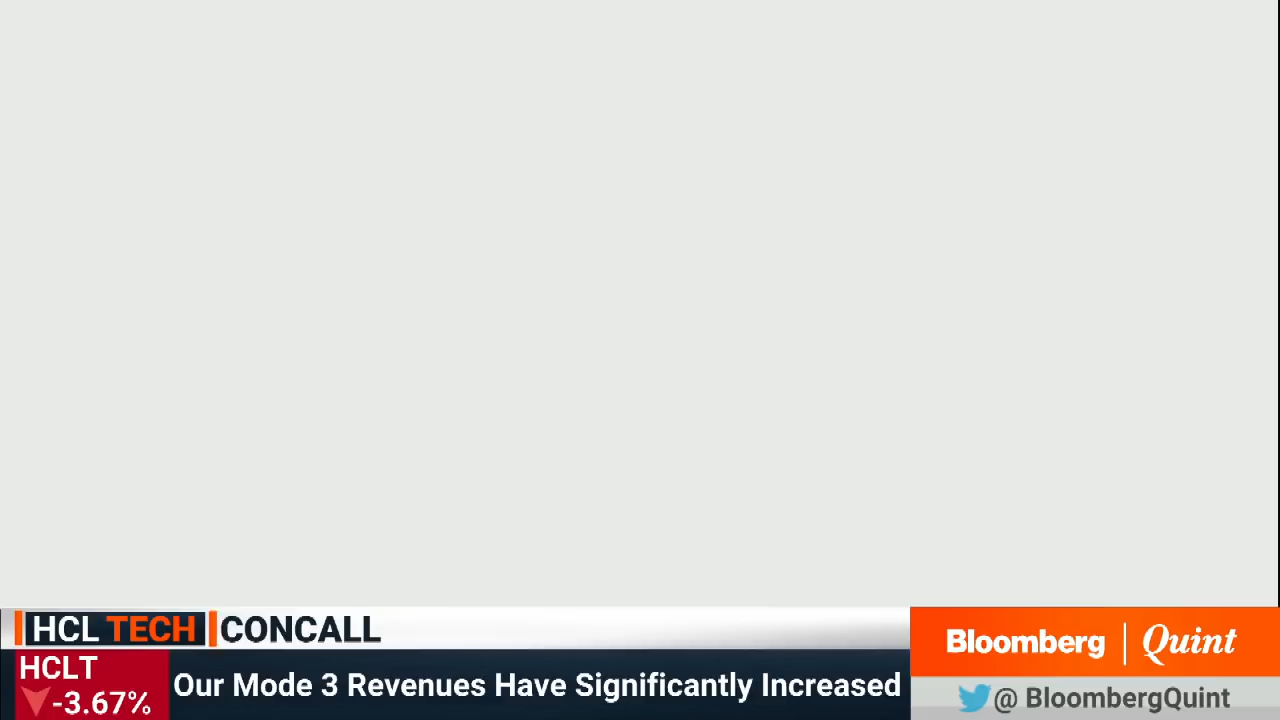 HCL TECH CONCALL
HCLT
-3.67%
Our Mode 3 Revenues Have Significantly Increased
Bloomberg | Quint
@ BloombergQuint